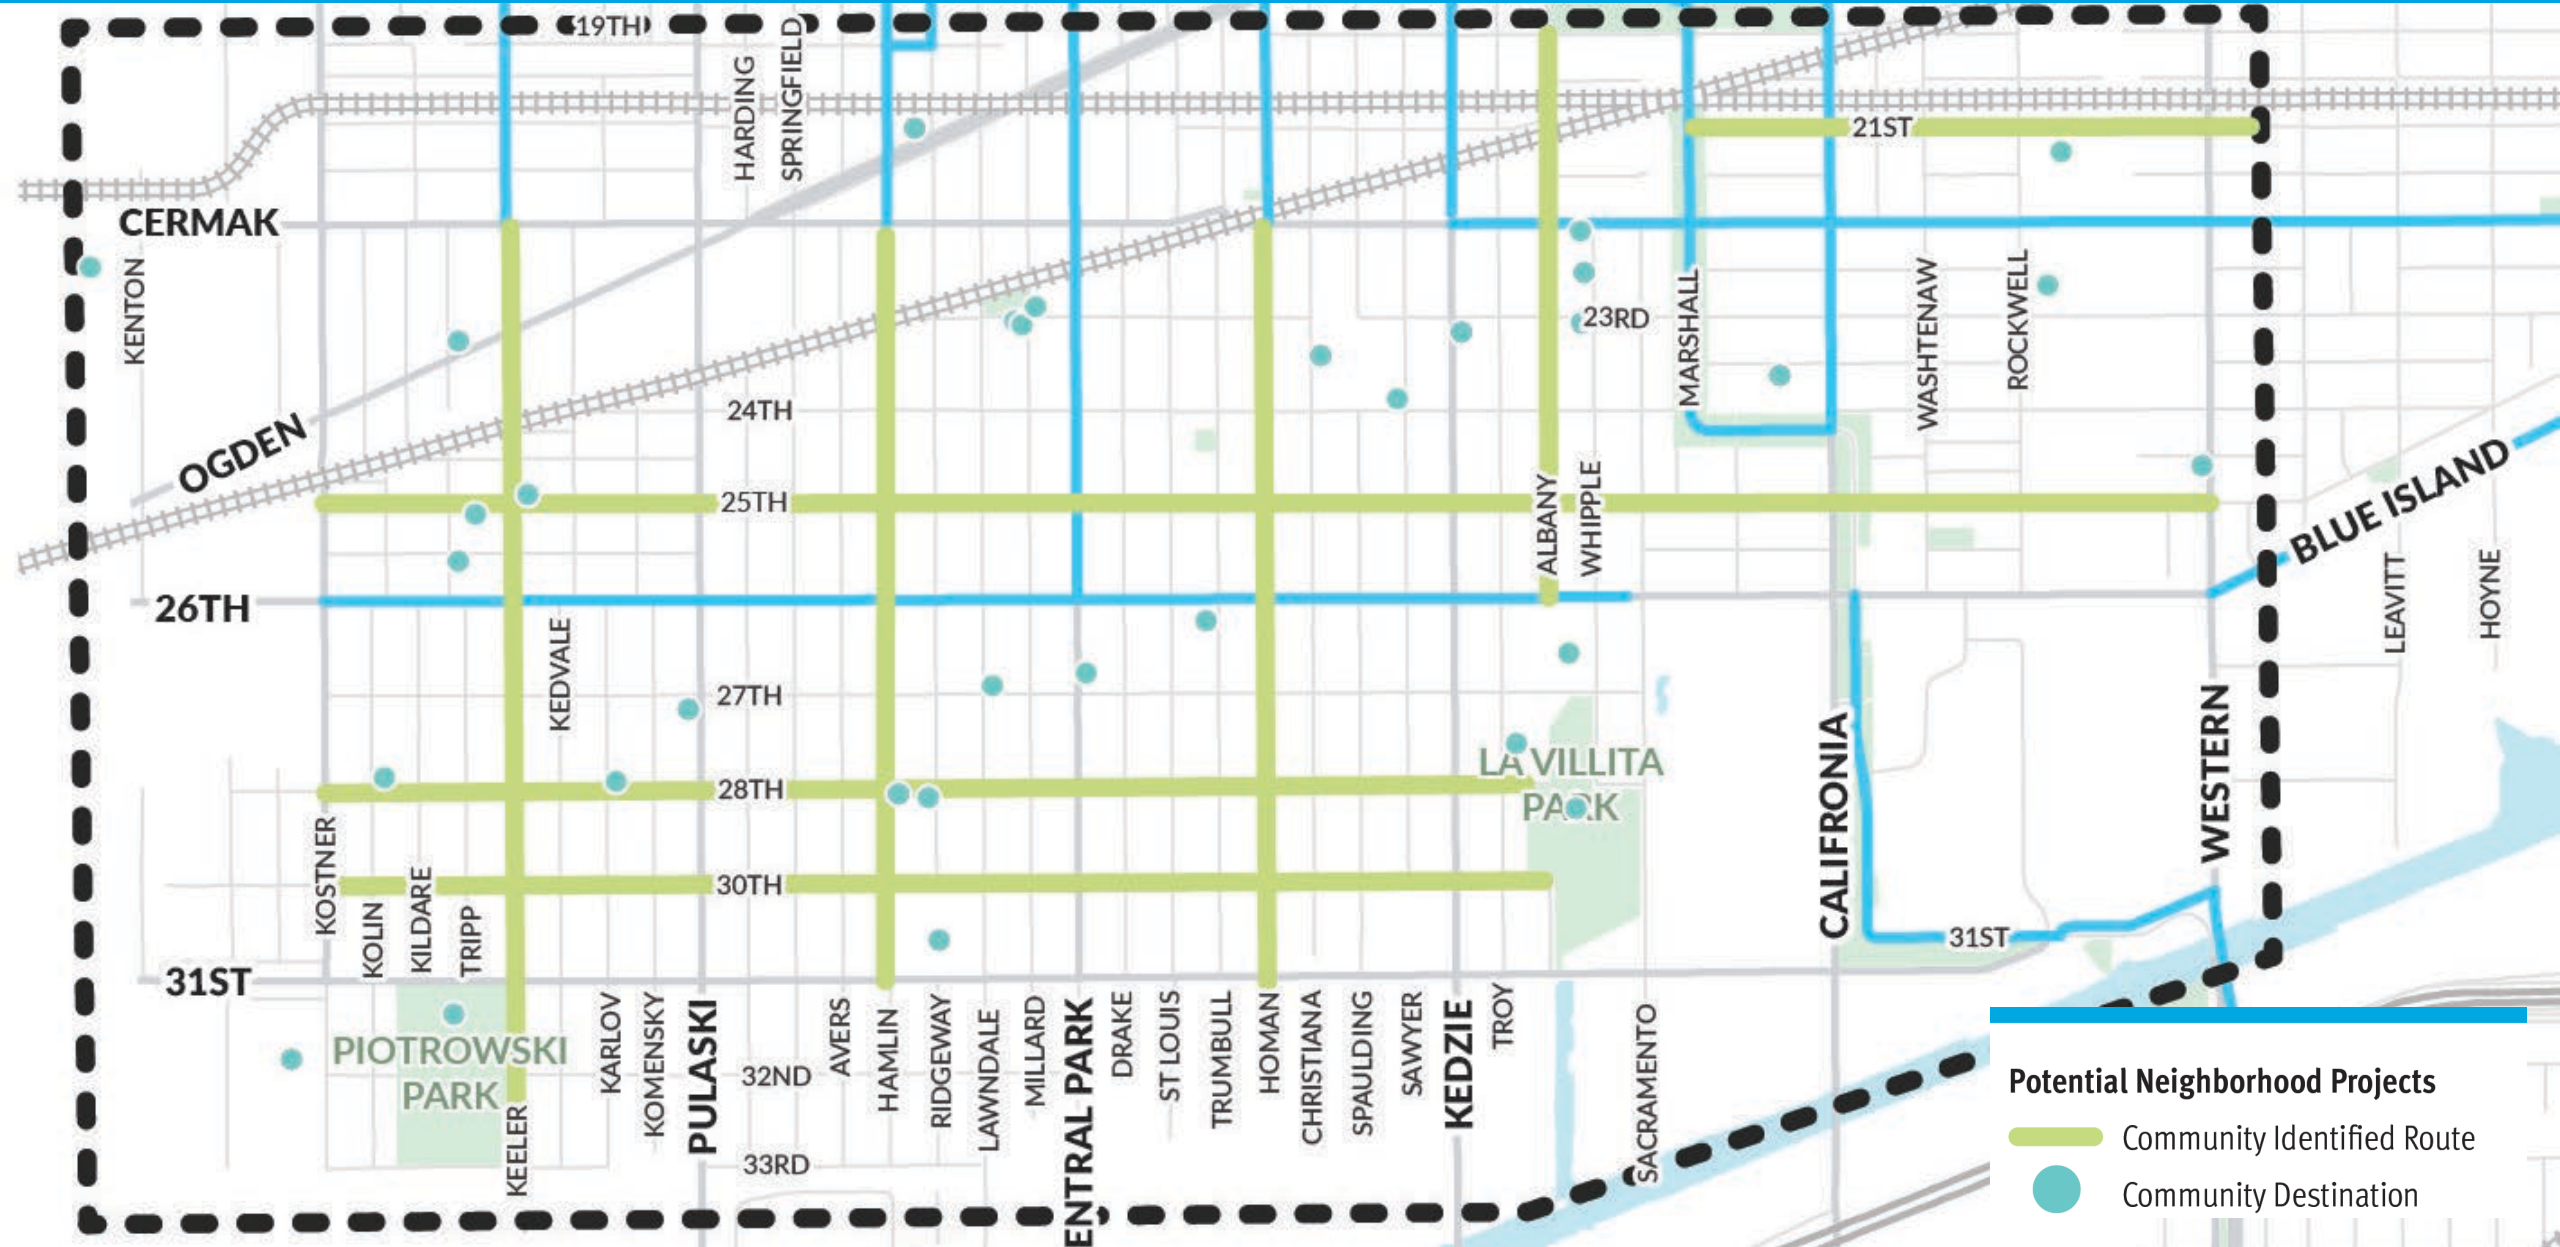 19TH
HARDING
SPRINGFIELD
21ST
CERMAK
KENTON
23RD
MARSHALL
WASHTENAW
ROCKWELL
24TH
OGDEN
25TH
ALBANY
WHIPPLE
BLUE ISLAND
LEAVITT
HOYNE
26TH
KEDVALE
27TH
LA VILLITA
PARK
28TH
CALIFRONIA
WESTERN
KOSTNER
KOLIN
KILDARE
TRIPP
30TH
31ST
31ST
PIOTROWSKI
PARK
KEELER
KARLOV
KOMENSKY
PULASKI
32ND
33RD
AVERS
HAMLIN
RIDGEWAY
LAWNDALE
MILLARD
ENTRAL PARK
DRAKE
ST LOUIS
TRUMBULL
HOMAN
CHRISTIANA
SPAULDING
SAWYER
KEDZIE
TROY
SACRAMENTO
Potential Neighborhood Projects
Community Identified Route
Community Destination